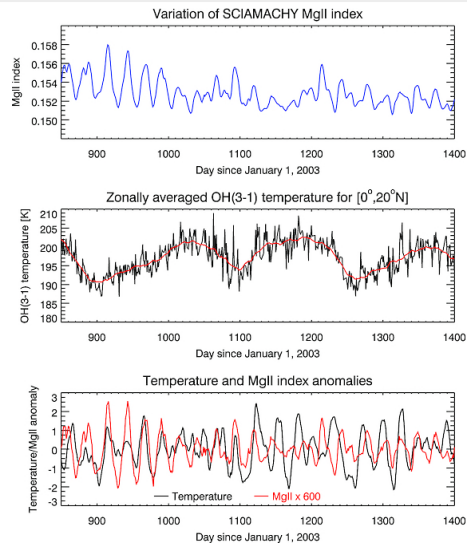 Variation of SCIAMACHY MgII index
MgII index
0.158
0.156
0.154
0.152
0.150
900 1000 1100 1200 1300 1400
Day since January 1, 2003
Zonally averaged OH(3-1) temperature for [0°,20°N]
OH(3-1) temperature [K]
210
205
200
195
190
185
180
900 1000 1100 1200 1300 1400
Day since January 1, 2003
Temperature and MgII index anomalies
Temperature/MgII anomaly
3
2
1
0
-1
-2
-3
Temperature MgII x 600
900 1000 1100 1200 1300 1400
Day since January 1, 2003